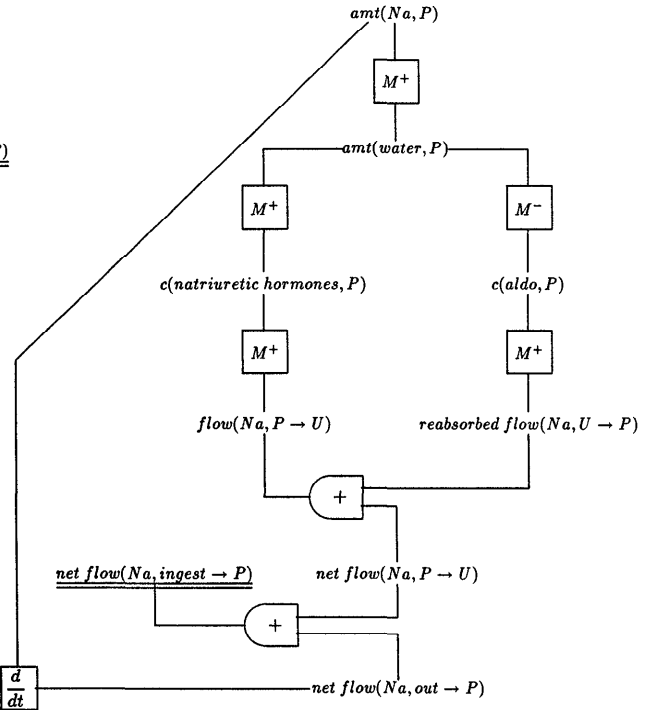 amt(Na, P)
M⁺
)
amt(water, P)
M⁺ M⁻
c(natriuretic hormones, P) c(aldo, P)
M⁺ M⁺
flow(Na, P → U) reabsorbed flow(Na, U → P)
+
net flow(Na, ingest → P) net flow(Na, P → U)
+
d
dt
net flow(Na, out → P)